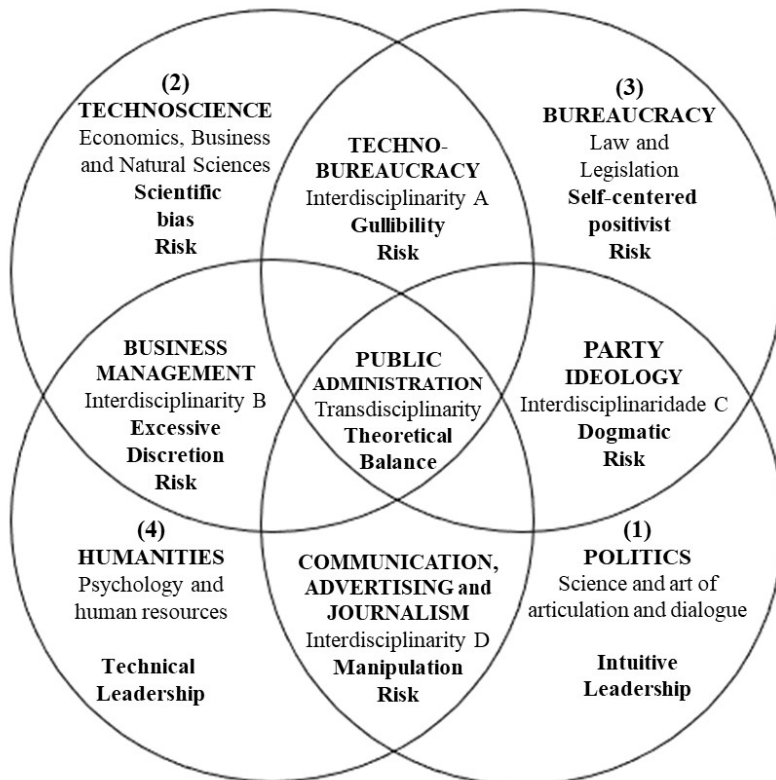 (2)
TECHNOSCIENCE
Economics, Business
and Natural Sciences
Scientific
bias
Risk
TECHNO-
BUREAUCRACY
Interdisciplinarity A
Gullibility
Risk
(3)
BUREAUCRACY
Law and
Legislation
Self-centered
positivist
Risk
BUSINESS
MANAGEMENT
Interdisciplinarity B
Excessive
Discretion
Risk
PUBLIC
ADMINISTRATION
Transdisciplinarity
Theoretical
Balance
PARTY
IDEOLOGY
Interdisciplinaridade C
Dogmatic
Risk
(4)
HUMANITIES
Psychology and
human resources
Technical
Leadership
COMMUNICATION,
ADVERTISING and
JOURNALISM
Interdisciplinarity D
Manipulation
Risk
(1)
POLITICS
Science and art of
articulation and dialogue
Intuitive
Leadership